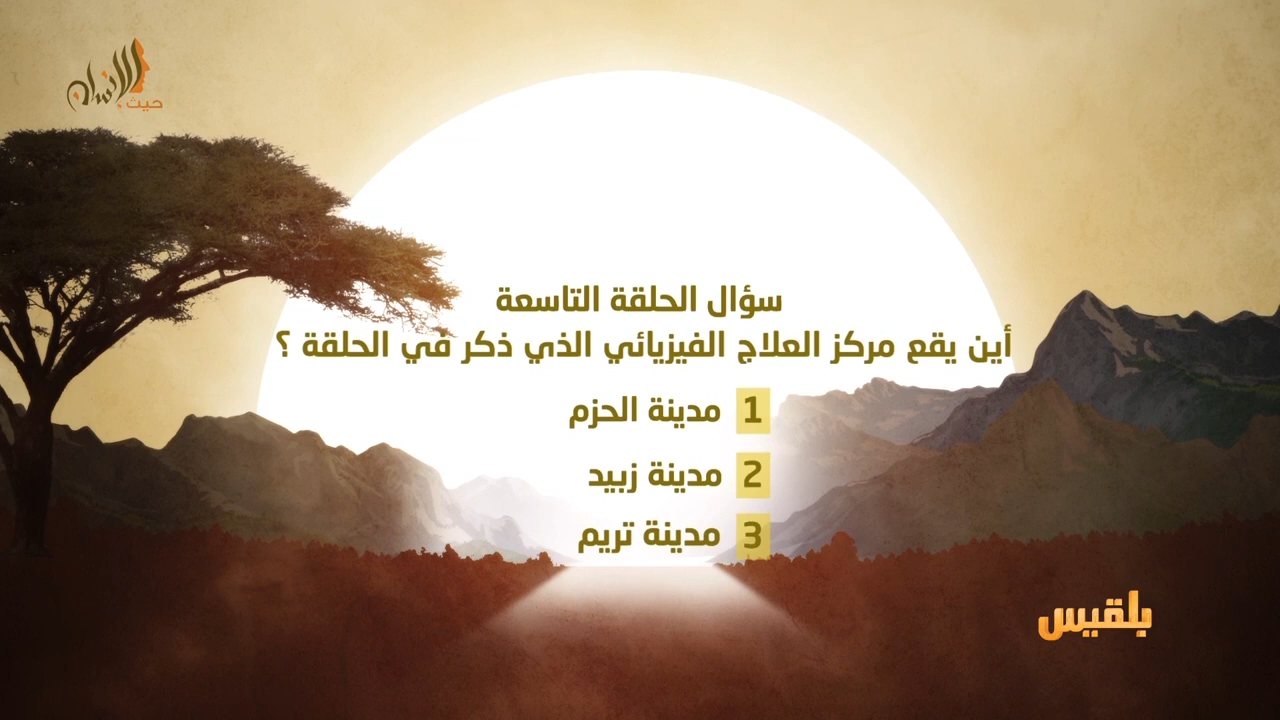 حيث الإنسان
سؤال الحلقة التاسعة
أين يقع مركز العلاج الفيزيائي الذي ذكر في الحلقة ؟
1 مدينة الحزم
2 مدينة زبيد
3 مدينة تريم
بلقيس